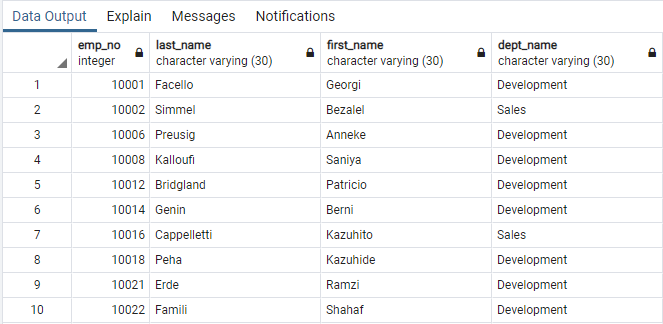 Data Output Explain Messages Notifications
emp_no last_name first_name dept_name
integer character varying (30) character varying (30) character varying (30)
1 10001 Facello Georgi Development
2 10002 Simmel Bezalel Sales
3 10006 Preusig Anneke Development
4 10008 Kalloufi Saniya Development
5 10012 Bridgland Patricio Development
6 10014 Genin Berni Development
7 10016 Cappelletti Kazuhito Sales
8 10018 Peha Kazuhide Development
9 10021 Erde Ramzi Development
10 10022 Famili Shahaf Development